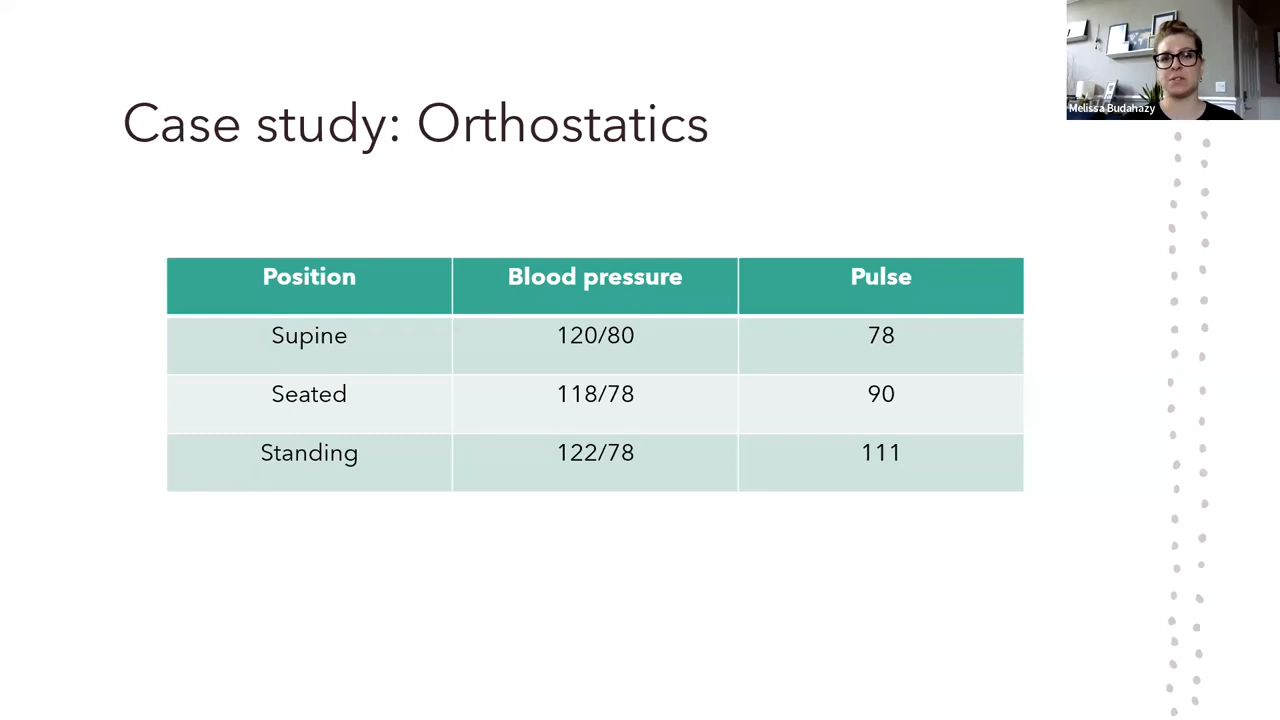 Melissa Budahazy
Case study: Orthostatics
Position Blood pressure Pulse
Supine 120/80 78
Seated 118/78 90
Standing 122/78 111